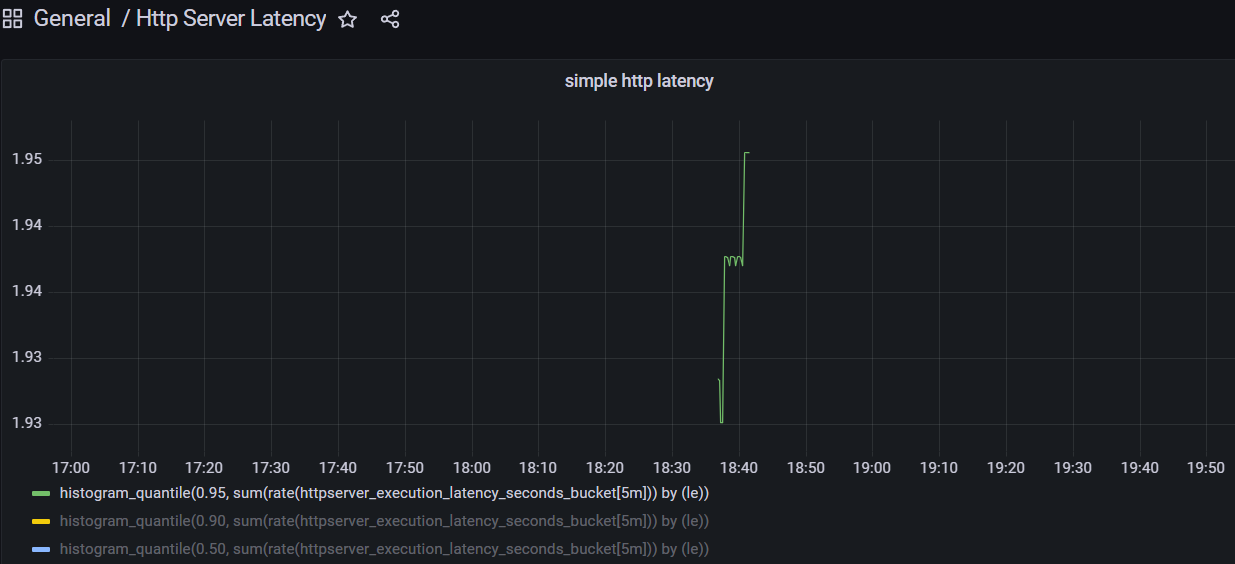 General / Http Server Latency
simple http latency
1.95
1.94
1.94
1.93
1.93
17:00 17:10 17:20 17:30 17:40 17:50 18:00 18:10 18:20 18:30 18:40 18:50 19:00 19:10 19:20 19:30 19:40 19:50
histogram_quantile(0.95, sum(rate(httpserver_execution_latency_seconds_bucket[5m])) by (le))
histogram_quantile(0.90, sum(rate(httpserver_execution_latency_seconds_bucket[5m])) by (le))
histogram_quantile(0.50, sum(rate(httpserver_execution_latency_seconds_bucket[5m])) by (le))